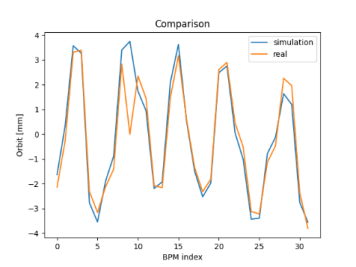 Comparison
simulation
real
4
3
2
1
0
−1
−2
−3
−4
Orbit [mm]
0 5 10 15 20 25 30
BPM index